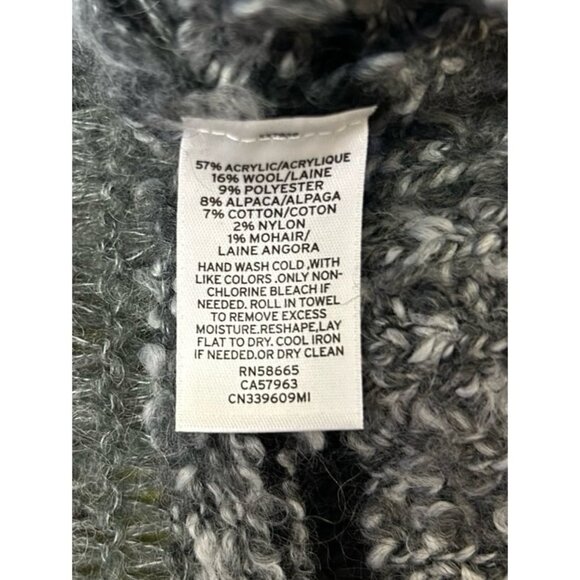 57% ACRYLIC/ACRYLIQUE
16% WOOL/LAINE
9% POLYESTER
8% ALPACA/ALPAGA
7% COTTON/COTON
2% NYLON
1% MOHAIR/
LAINE ANGORA
HAND WASH COLD ,WITH
LIKE COLORS .ONLY NON-
CHLORINE BLEACH IF
NEEDED. ROLL IN TOWEL
TO REMOVE EXCESS
MOISTURE.RESHAPE,LAY
FLAT TO DRY. COOL IRON
IF NEEDED.OR DRY CLEAN
RN58665
CA57963
CN339609MI